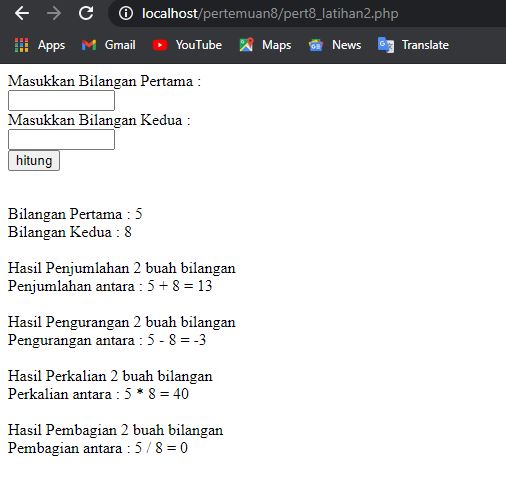 localhost/pertemuan8/pert8_latihan2.php
Apps Gmail YouTube Maps News Translate
Masukkan Bilangan Pertama :
Masukkan Bilangan Kedua :
hitung
Bilangan Pertama : 5
Bilangan Kedua : 8
Hasil Penjumlahan 2 buah bilangan
Penjumlahan antara : 5 + 8 = 13
Hasil Pengurangan 2 buah bilangan
Pengurangan antara : 5 - 8 = -3
Hasil Perkalian 2 buah bilangan
Perkalian antara : 5 * 8 = 40
Hasil Pembagian 2 buah bilangan
Pembagian antara : 5 / 8 = 0